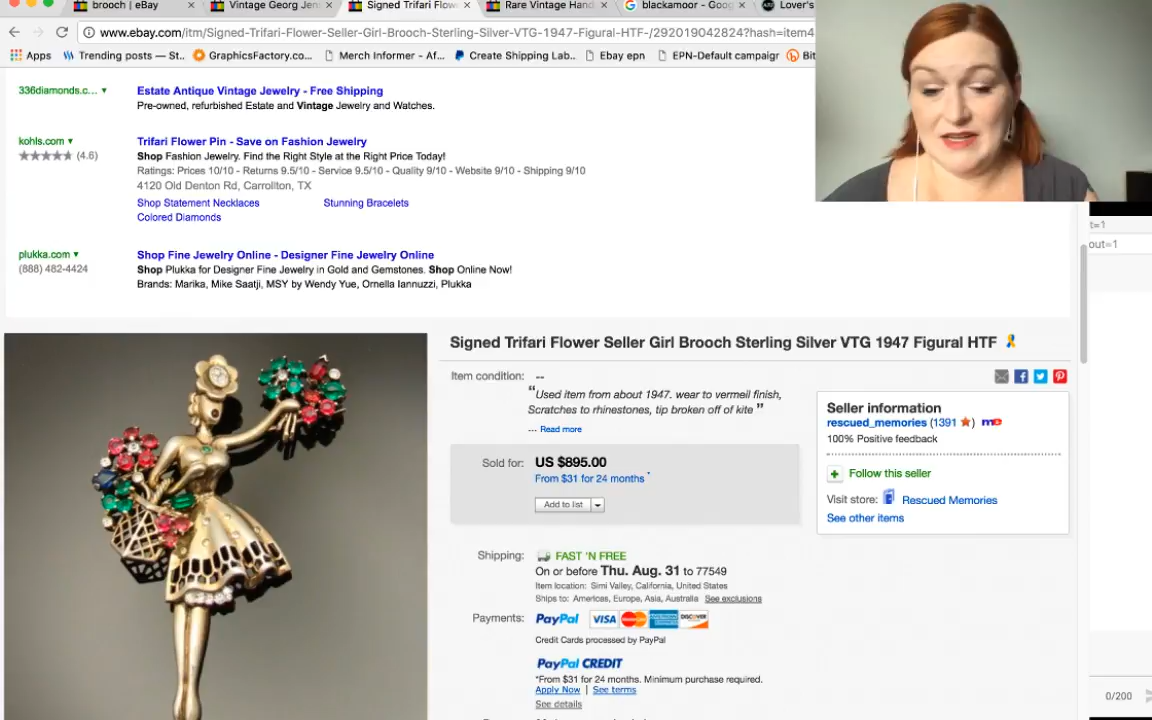 brooch | eBay
Vintage Georg Jen
Signed Trifari Flow
Rare Vintage Hand
blackamoor - Goog
Lover's
www.ebay.com/itm/Signed-Trifari-Flower-Seller-Girl-Brooch-Sterling-Silver-VTG-1947-Figural-HTF-/292019042824?hash=item4
Apps
Trending posts — St...
GraphicsFactory.co...
Merch Informer - Af...
Create Shipping Lab...
Ebay epn
EPN-Default campaigr
Bit
336diamonds.c...
Estate Antique Vintage Jewelry - Free Shipping
Pre-owned, refurbished Estate and Vintage Jewelry and Watches.
kohls.com
Trifari Flower Pin - Save on Fashion Jewelry
(4.6)
Shop Fashion Jewelry. Find the Right Style at the Right Price Today!
Ratings: Prices 10/10 - Returns 9.5/10 - Service 9.5/10 - Quality 9/10 - Website 9/10 - Shipping 9/10
4120 Old Denton Rd, Carrollton, TX
Shop Statement Necklaces
Stunning Bracelets
Colored Diamonds
t=1
out=1
plukka.com
Shop Fine Jewelry Online - Designer Fine Jewelry Online
(888) 482-4424
Shop Plukka for Designer Fine Jewelry in Gold and Gemstones. Shop Online Now!
Brands: Marika, Mike Saatji, MSY by Wendy Yue, Ornella Iannuzzi, Plukka
Signed Trifari Flower Seller Girl Brooch Sterling Silver VTG 1947 Figural HTF
Item condition: --
"Used item from about 1947. wear to vermeil finish,
Scratches to rhinestones, tip broken off of kite"
... Read more
Sold for: US $895.00
From $31 for 24 months
Add to list
Seller information
rescued_memories (1391) me
100% Positive feedback
Follow this seller
Visit store: Rescued Memories
See other items
Shipping: FAST 'N FREE
On or before Thu. Aug. 31 to 77549
Item location: Simi Valley, California, United States
Ships to: Americas, Europe, Asia, Australia See exclusions
Payments: PayPal VISA DISCOVER
Credit Cards processed by PayPal
PayPal CREDIT
*From $31 for 24 months. Minimum purchase required.
Apply Now | See terms
See details
0/200